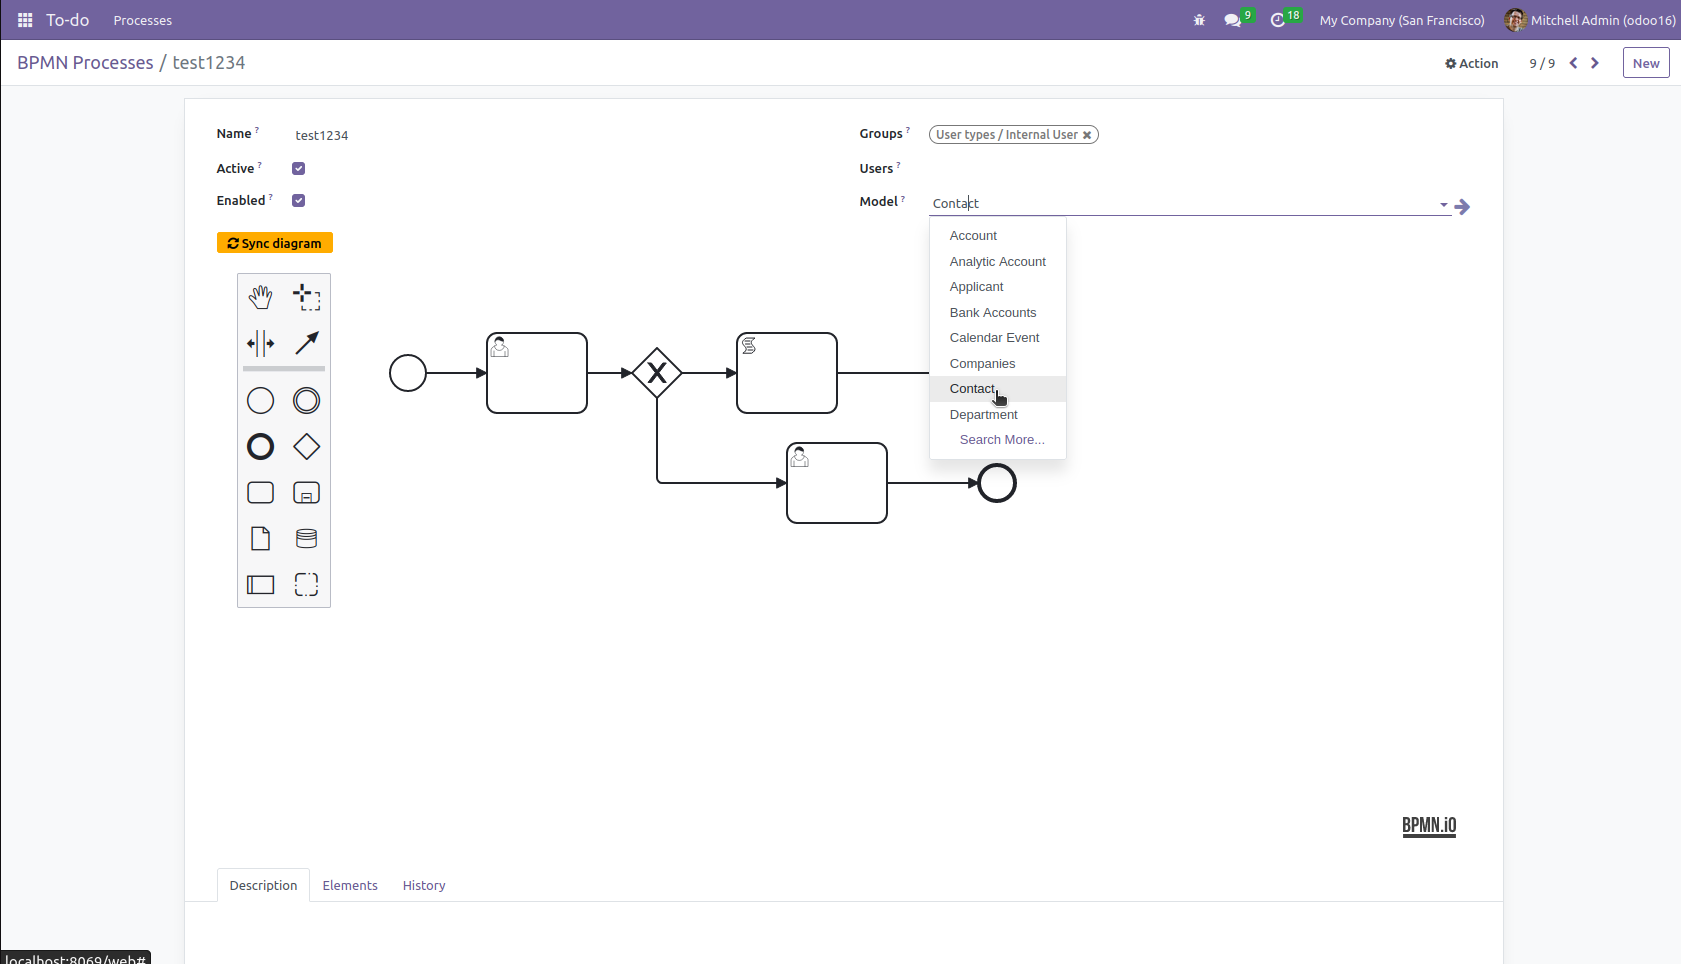 To-do Processes 9 18 My Company (San Francisco) Mitchell Admin (odoo16)
BPMN Processes / test1234 Action 9 / 9 New
Name ? test1234 Groups ? User types / Internal User ✖
Active ? Users ?
Enabled ? Model ? Contact
Sync diagram
Account
Analytic Account
Applicant
Bank Accounts
Calendar Event
Companies
Contact
Department
Search More...
BPMN.iO
Description Elements History
localhost:8069/web#